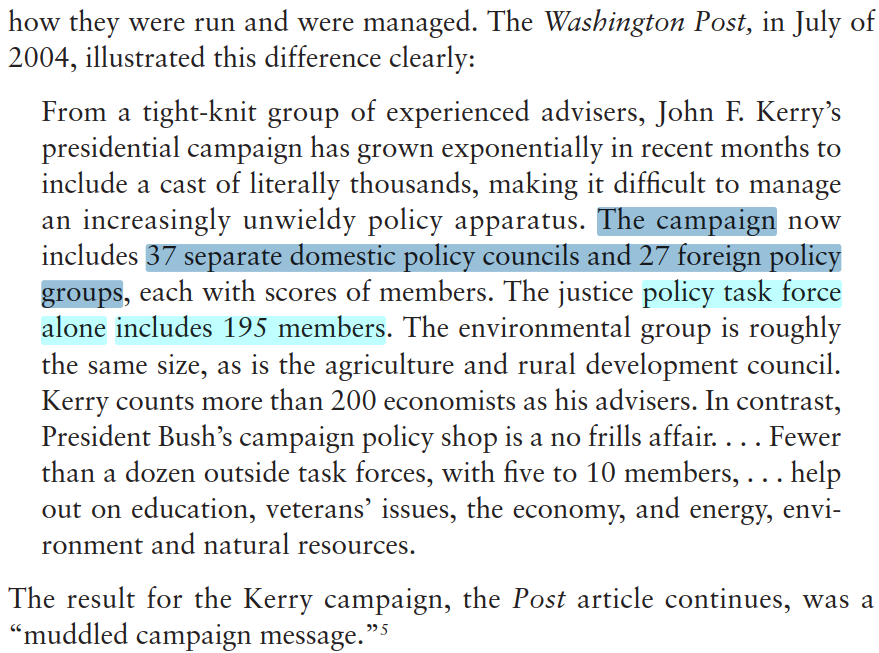 how they were run and were managed. The Washington Post, in July of
2004, illustrated this difference clearly:
From a tight-knit group of experienced advisers, John F. Kerry’s
presidential campaign has grown exponentially in recent months to
include a cast of literally thousands, making it difficult to manage
an increasingly unwieldy policy apparatus. The campaign now
includes 37 separate domestic policy councils and 27 foreign policy
groups, each with scores of members. The justice policy task force
alone includes 195 members. The environmental group is roughly
the same size, as is the agriculture and rural development council.
Kerry counts more than 200 economists as his advisers. In contrast,
President Bush’s campaign policy shop is a no frills affair. . . . Fewer
than a dozen outside task forces, with five to 10 members, . . . help
out on education, veterans’ issues, the economy, and energy, envi-
ronment and natural resources.
The result for the Kerry campaign, the Post article continues, was a
“muddled campaign message.”5